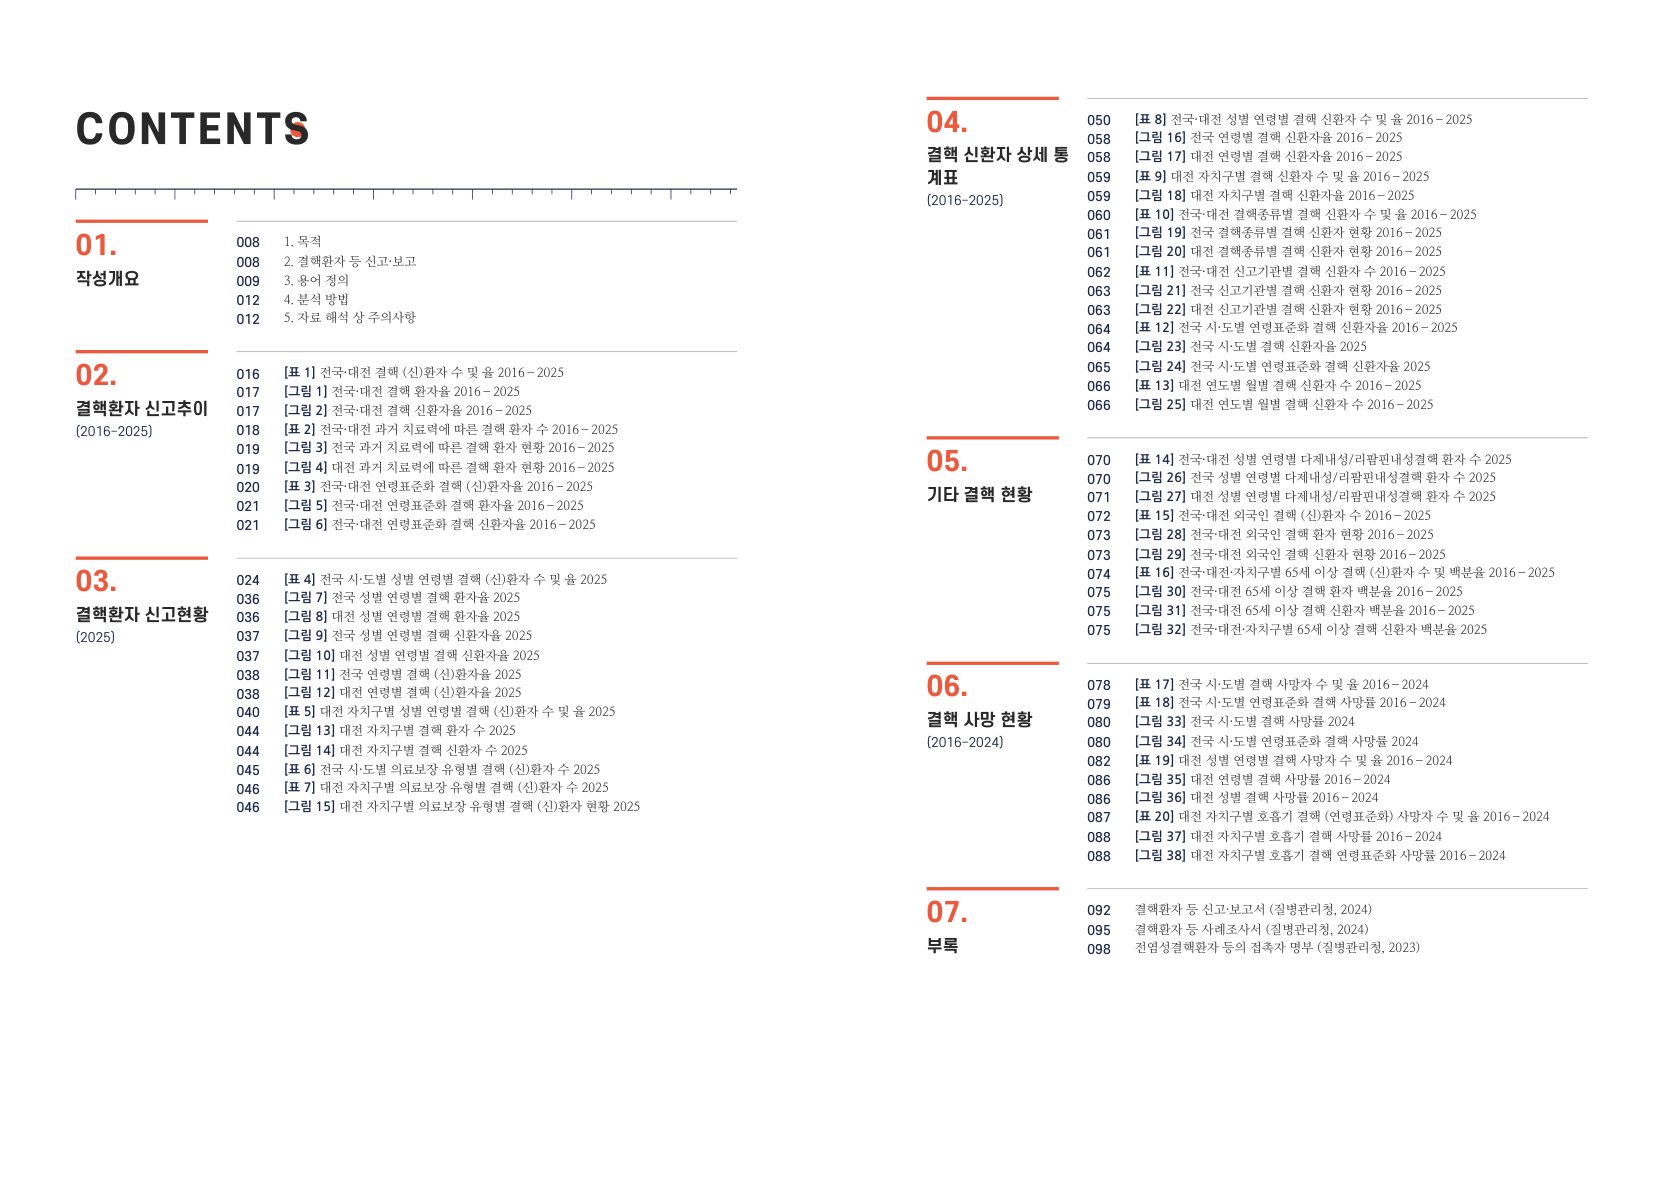 CONTENTS
01.
작성개요
008 1. 목적
008 2. 결핵환자 등 신고·보고
009 3. 용어 정의
012 4. 분석 방법
012 5. 자료 해석 상 주의사항
02.
결핵환자 신고추이
(2016-2025)
016 [표 1] 전국·대전 결핵 (신)환자 수 및 율 2016–2025
017 [그림 1] 전국·대전 결핵 환자율 2016–2025
017 [그림 2] 전국·대전 결핵 신환자율 2016–2025
018 [표 2] 전국·대전 과거 치료력에 따른 결핵 환자 수 2016–2025
019 [그림 3] 전국 과거 치료력에 따른 결핵 환자 현황 2016–2025
019 [그림 4] 대전 과거 치료력에 따른 결핵 환자 현황 2016–2025
020 [표 3] 전국·대전 연령표준화 결핵 (신)환자율 2016–2025
021 [그림 5] 전국·대전 연령표준화 결핵 환자율 2016–2025
021 [그림 6] 전국·대전 연령표준화 결핵 신환자율 2016–2025
03.
결핵환자 신고현황
(2025)
024 [표 4] 전국 시·도별 성별 연령별 결핵 (신)환자 수 및 율 2025
036 [그림 7] 전국 성별 연령별 결핵 환자율 2025
036 [그림 8] 대전 성별 연령별 결핵 환자율 2025
037 [그림 9] 전국 성별 연령별 결핵 신환자율 2025
037 [그림 10] 대전 성별 연령별 결핵 신환자율 2025
038 [그림 11] 전국 연령별 결핵 (신)환자율 2025
038 [그림 12] 대전 연령별 결핵 (신)환자율 2025
040 [표 5] 대전 자치구별 성별 연령별 결핵 (신)환자 수 및 율 2025
044 [그림 13] 대전 자치구별 결핵 환자 수 2025
044 [그림 14] 대전 자치구별 결핵 신환자 수 2025
045 [표 6] 전국 시·도별 의료보장 유형별 결핵 (신)환자 수 2025
046 [표 7] 대전 자치구별 의료보장 유형별 결핵 (신)환자 수 2025
046 [그림 15] 대전 자치구별 의료보장 유형별 결핵 (신)환자 현황 2025
04.
결핵 신환자 상세 통
계표
(2016-2025)
050 [표 8] 전국·대전 성별 연령별 결핵 신환자 수 및 율 2016–2025
058 [그림 16] 전국 연령별 결핵 신환자율 2016–2025
058 [그림 17] 대전 연령별 결핵 신환자율 2016–2025
059 [표 9] 대전 자치구별 결핵 신환자 수 및 율 2016–2025
059 [그림 18] 대전 자치구별 결핵 신환자율 2016–2025
060 [표 10] 전국·대전 결핵종류별 결핵 신환자 수 및 율 2016–2025
061 [그림 19] 전국 결핵종류별 결핵 신환자 현황 2016–2025
061 [그림 20] 대전 결핵종류별 결핵 신환자 현황 2016–2025
062 [표 11] 전국·대전 신고기관별 결핵 신환자 수 2016–2025
063 [그림 21] 전국 신고기관별 결핵 신환자 현황 2016–2025
063 [그림 22] 대전 신고기관별 결핵 신환자 현황 2016–2025
064 [표 12] 전국 시·도별 연령표준화 결핵 신환자율 2016–2025
064 [그림 23] 전국 시·도별 결핵 신환자율 2025
065 [그림 24] 전국 시·도별 연령표준화 결핵 신환자율 2025
066 [표 13] 대전 연도별 월별 결핵 신환자 수 2016–2025
066 [그림 25] 대전 연도별 월별 결핵 신환자 수 2016–2025
05.
기타 결핵 현황
070 [표 14] 전국·대전 성별 연령별 다제내성/리팜핀내성결핵 환자 수 2025
070 [그림 26] 전국 성별 연령별 다제내성/리팜핀내성결핵 환자 수 2025
071 [그림 27] 대전 성별 연령별 다제내성/리팜핀내성결핵 환자 수 2025
072 [표 15] 전국·대전 외국인 결핵 (신)환자 수 2016–2025
073 [그림 28] 전국·대전 외국인 결핵 환자 현황 2016–2025
073 [그림 29] 전국·대전 외국인 결핵 신환자 현황 2016–2025
074 [표 16] 전국·대전·자치구별 65세 이상 결핵 (신)환자 수 및 백분율 2016–2025
075 [그림 30] 전국·대전 65세 이상 결핵 환자 백분율 2016–2025
075 [그림 31] 전국·대전 65세 이상 결핵 신환자 백분율 2016–2025
075 [그림 32] 전국·대전·자치구별 65세 이상 결핵 신환자 백분율 2025
06.
결핵 사망 현황
(2016-2024)
078 [표 17] 전국 시·도별 결핵 사망자 수 및 율 2016–2024
079 [표 18] 전국 시·도별 연령표준화 결핵 사망률 2016–2024
080 [그림 33] 전국 시·도별 결핵 사망률 2024
080 [그림 34] 전국 시·도별 연령표준화 결핵 사망률 2024
082 [표 19] 대전 성별 연령별 결핵 사망자 수 및 율 2016–2024
086 [그림 35] 대전 연령별 결핵 사망률 2016–2024
086 [그림 36] 대전 성별 결핵 사망률 2016–2024
087 [표 20] 대전 자치구별 호흡기 결핵 (연령표준화) 사망자 수 및 율 2016–2024
088 [그림 37] 대전 자치구별 호흡기 결핵 사망률 2016–2024
088 [그림 38] 대전 자치구별 호흡기 결핵 연령표준화 사망률 2016–2024
07.
부록
092 결핵환자 등 신고·보고서 (질병관리청, 2024)
095 결핵환자 등 사례조사서 (질병관리청, 2024)
098 전염성결핵환자 등의 접촉자 명부 (질병관리청, 2023)